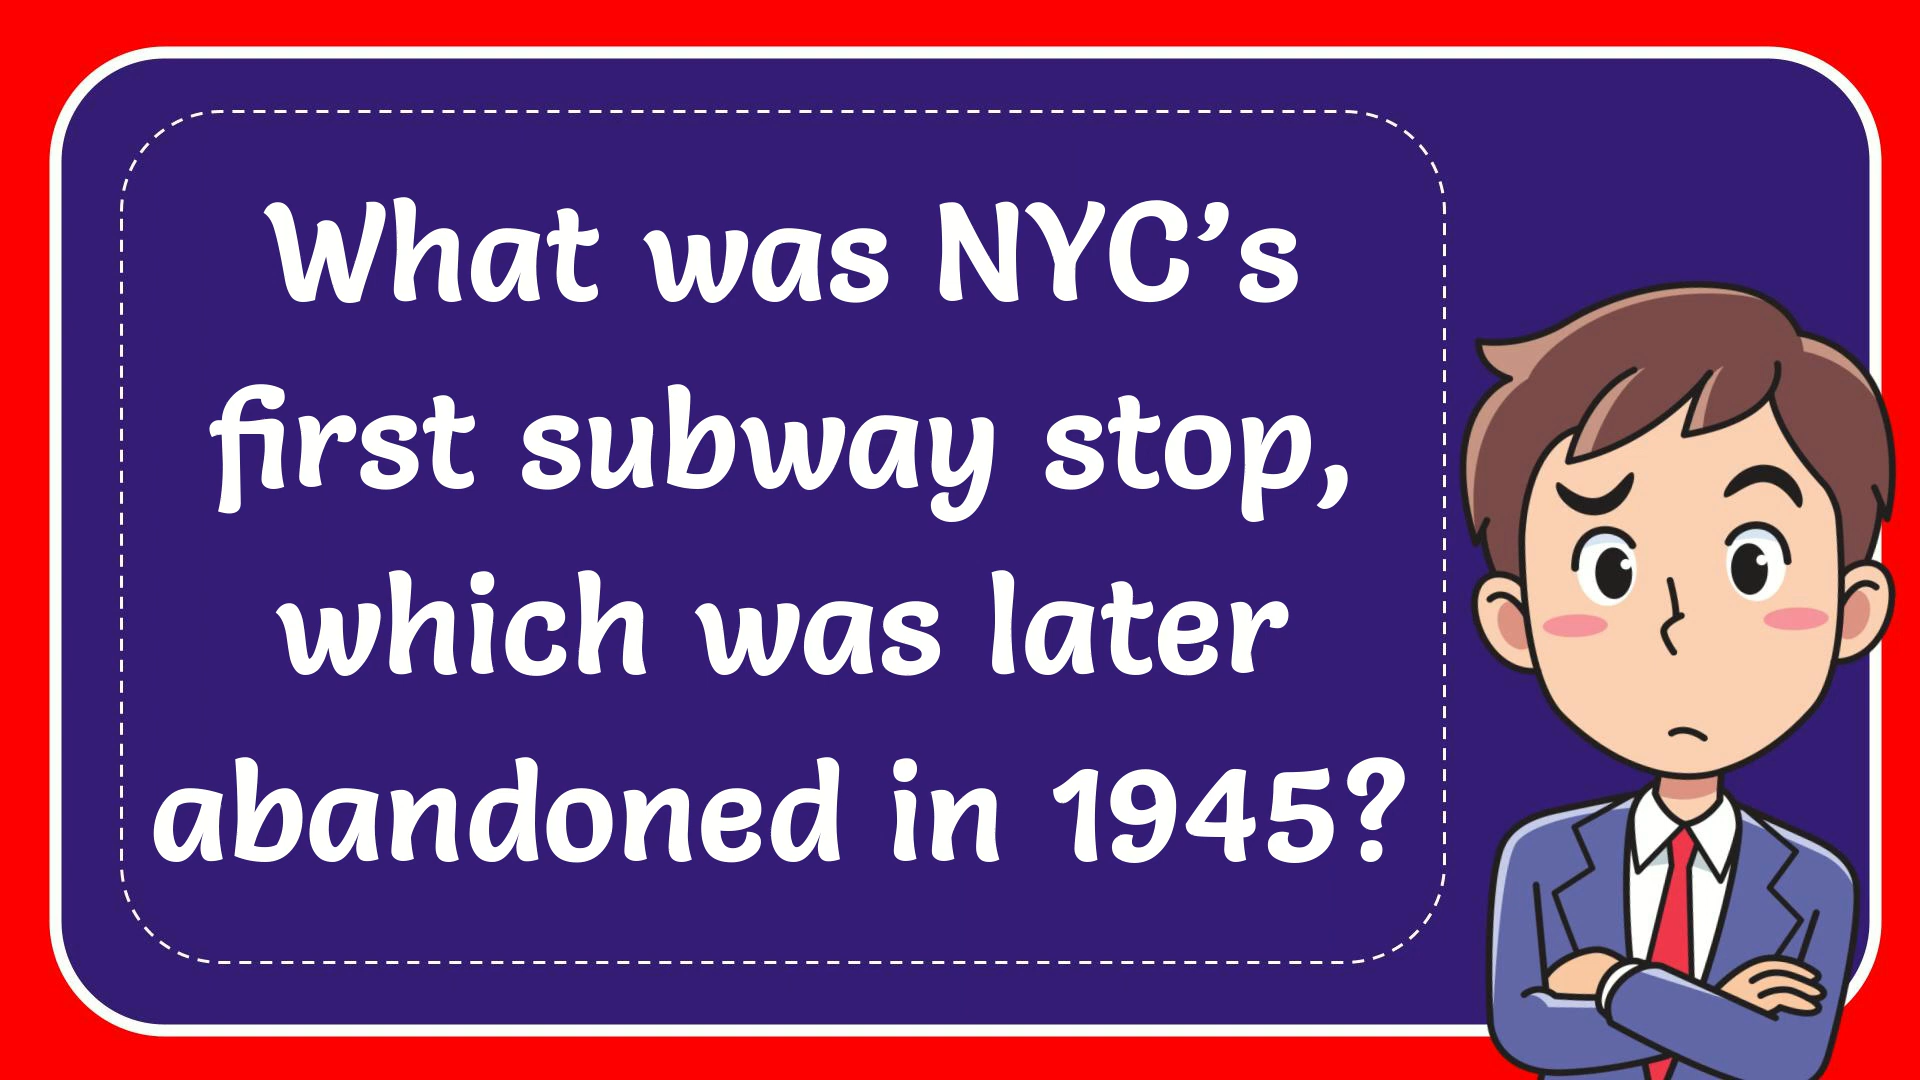 What was NYC’s
first subway stop,
which was later
abandoned in 1945?